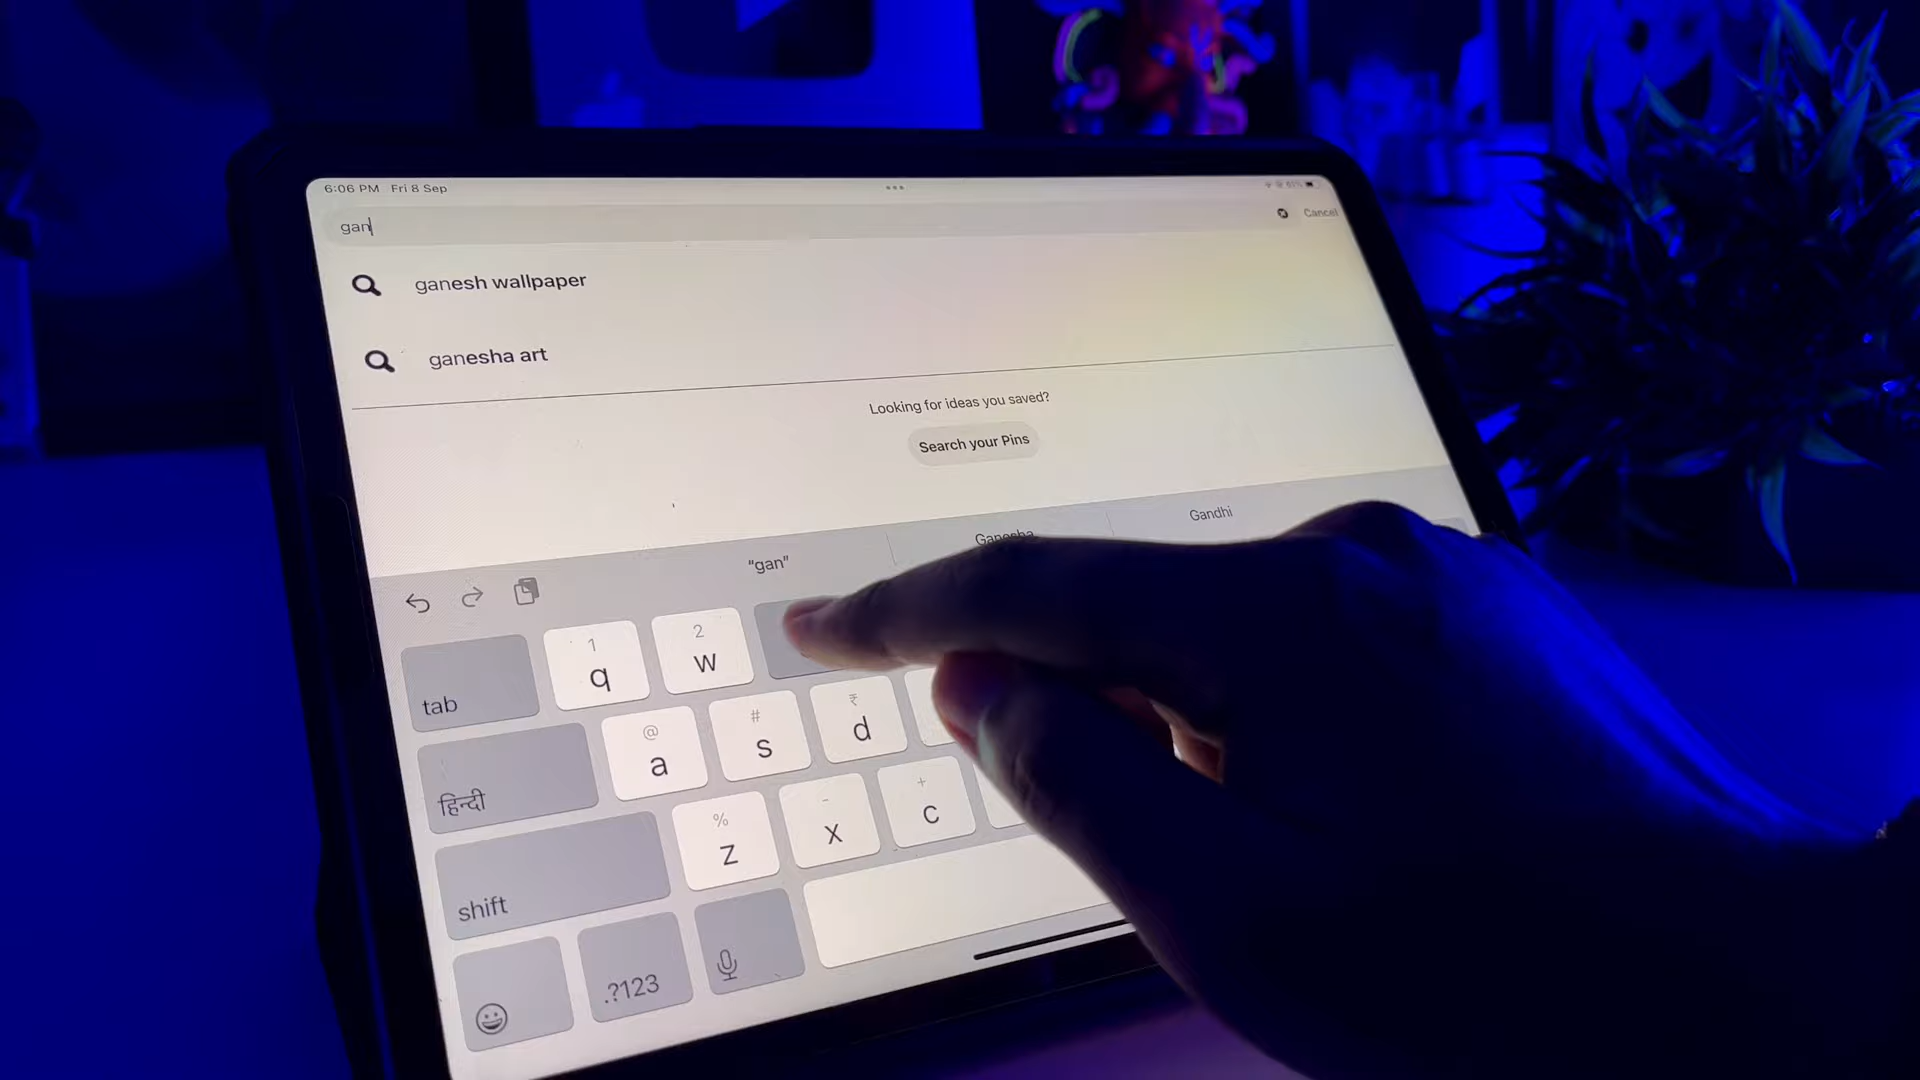 6:06 PM Fri 8 Sep
gan
Cancel
ganesh wallpaper
ganesha art
Looking for ideas you saved?
Search your Pins
"gan"
Ganesha
Gandhi
1
2
q
w
tab
@
#
₹
a
s
d
हिन्दी
%
-
+
z
x
c
shift
.?123